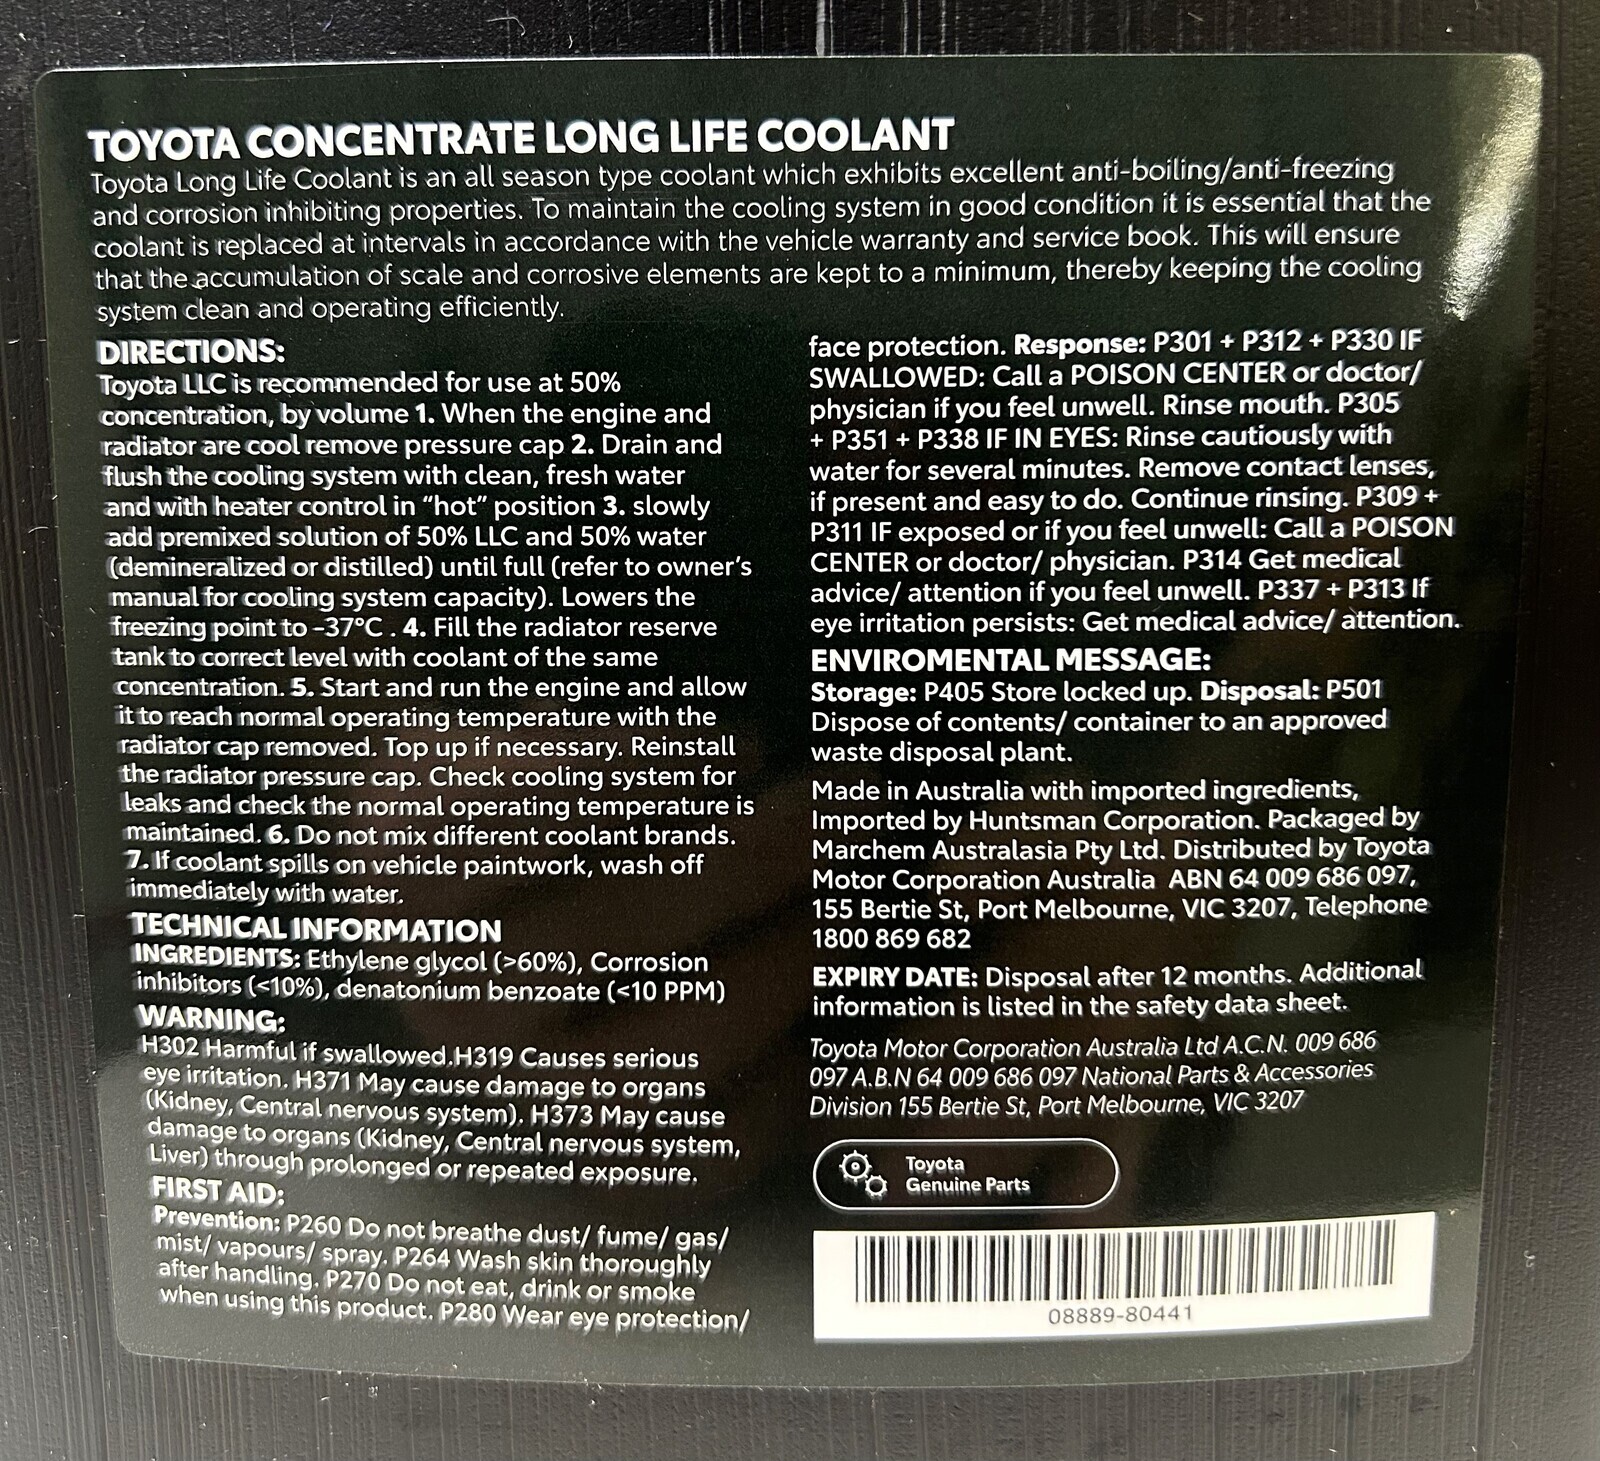 TOYOTA CONCENTRATE LONG LIFE COOLANT
Toyota Long Life Coolant is an all season type coolant which exhibits excellent anti-boiling/anti-freezing
and corrosion inhibiting properties. To maintain the cooling system in good condition it is essential that the
coolant is replaced at intervals in accordance with the vehicle warranty and service book. This will ensure
that the accumulation of scale and corrosive elements are kept to a minimum, thereby keeping the cooling
system clean and operating efficiently.
DIRECTIONS:
Toyota LLC is recommended for use at 50%
concentration, by volume 1. When the engine and
radiator are cool remove pressure cap 2. Drain and
flush the cooling system with clean, fresh water
and with heater control in “hot” position 3. slowly
add premixed solution of 50% LLC and 50% water
(demineralized or distilled) until full (refer to owner’s
manual for cooling system capacity). Lowers the
freezing point to -37°C . 4. Fill the radiator reserve
tank to correct level with coolant of the same
concentration. 5. Start and run the engine and allow
it to reach normal operating temperature with the
radiator cap removed. Top up if necessary. Reinstall
the radiator pressure cap. Check cooling system for
leaks and check the normal operating temperature is
maintained. 6. Do not mix different coolant brands.
7. If coolant spills on vehicle paintwork, wash off
immediately with water.
TECHNICAL INFORMATION
INGREDIENTS: Ethylene glycol (>60%), Corrosion
inhibitors (<10%), denatonium benzoate (<10 PPM)
WARNING:
H302 Harmful if swallowed.H319 Causes serious
eye irritation. H371 May cause damage to organs
(Kidney, Central nervous system). H373 May cause
damage to organs (Kidney, Central nervous system,
Liver) through prolonged or repeated exposure.
FIRST AID:
Prevention: P260 Do not breathe dust/ fume/ gas/
mist/ vapours/ spray. P264 Wash skin thoroughly
after handling. P270 Do not eat, drink or smoke
when using this product. P280 Wear eye protection/
face protection. Response: P301 + P312 + P330 IF
SWALLOWED: Call a POISON CENTER or doctor/
physician if you feel unwell. Rinse mouth. P305
+ P351 + P338 IF IN EYES: Rinse cautiously with
water for several minutes. Remove contact lenses,
if present and easy to do. Continue rinsing. P309 +
P311 IF exposed or if you feel unwell: Call a POISON
CENTER or doctor/ physician. P314 Get medical
advice/ attention if you feel unwell. P337 + P313 If
eye irritation persists: Get medical advice/ attention.
ENVIROMENTAL MESSAGE:
Storage: P405 Store locked up. Disposal: P501
Dispose of contents/ container to an approved
waste disposal plant.
Made in Australia with imported ingredients,
Imported by Huntsman Corporation. Packaged by
Marchem Australasia Pty Ltd. Distributed by Toyota
Motor Corporation Australia ABN 64 009 686 097,
155 Bertie St, Port Melbourne, VIC 3207, Telephone
1800 869 682
EXPIRY DATE: Disposal after 12 months. Additional
information is listed in the safety data sheet.
Toyota Motor Corporation Australia Ltd A.C.N. 009 686
097 A.B.N 64 009 686 097 National Parts & Accessories
Division 155 Bertie St, Port Melbourne, VIC 3207
Toyota
Genuine Parts
08889-80441